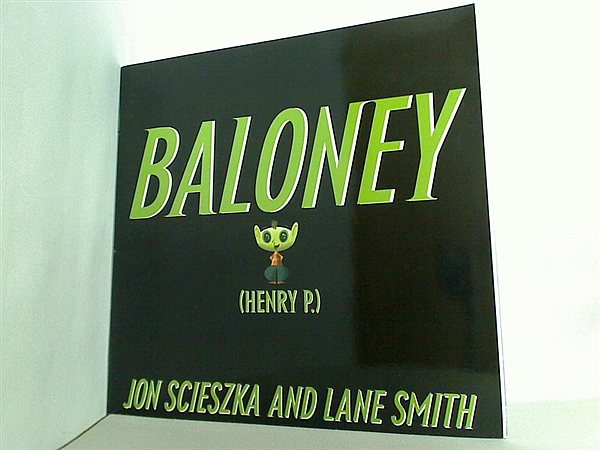 BALONEY
(HENRY P.)
JON SCIESZKA AND LANE SMITH